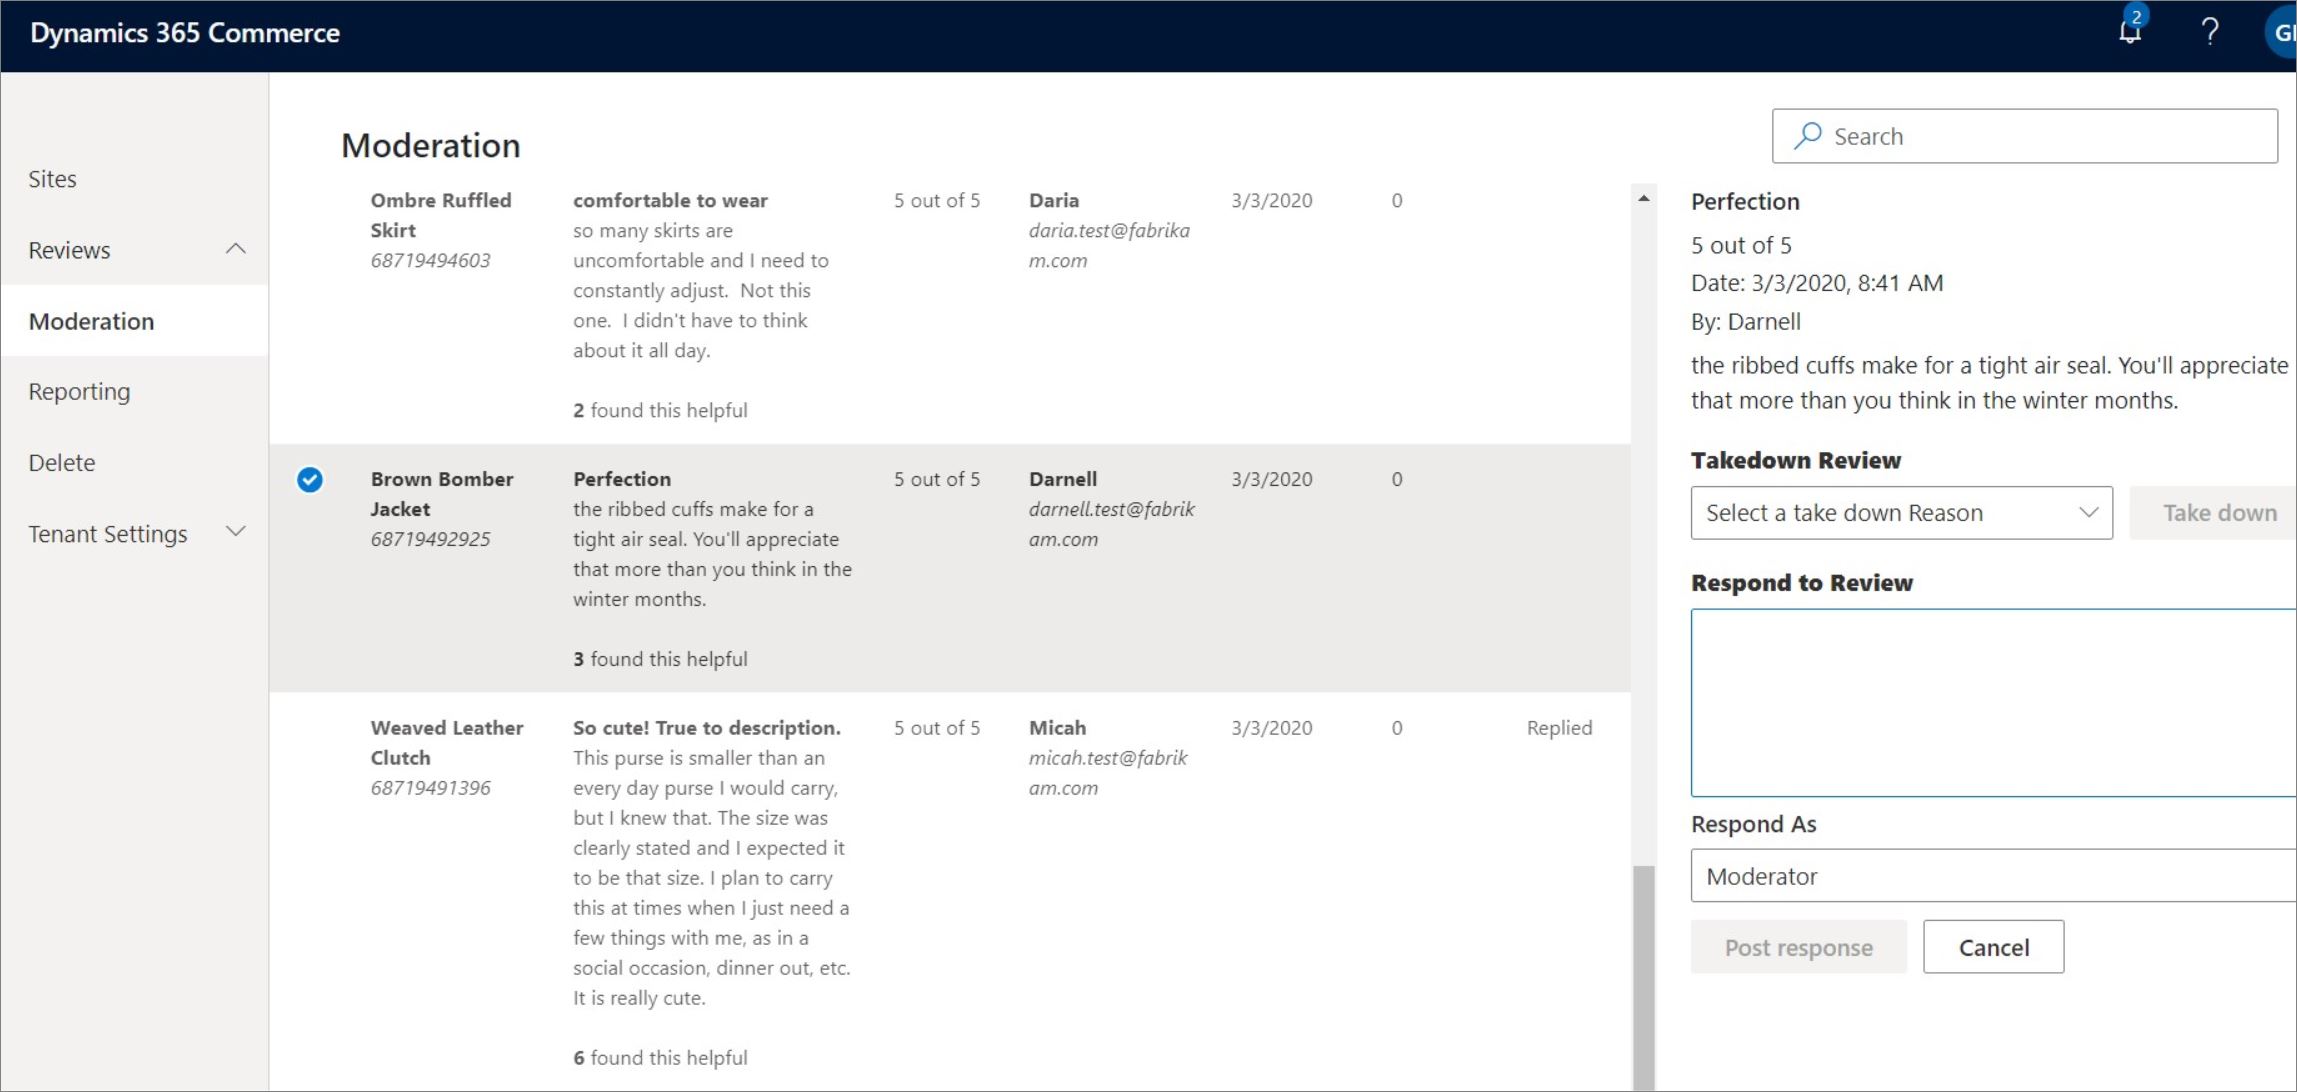 Dynamics 365 Commerce
2
?
Sites
Reviews
Moderation
Reporting
Delete
Tenant Settings
Moderation
Search
Ombre Ruffled
Skirt
68719494603
comfortable to wear
so many skirts are
uncomfortable and I need to
constantly adjust.  Not this
one.  I didn't have to think
about it all day.
2 found this helpful
5 out of 5
Daria
daria.test@fabrika
m.com
3/3/2020
0
Brown Bomber
Jacket
68719492925
Perfection
the ribbed cuffs make for a
tight air seal. You'll appreciate
that more than you think in the
winter months.
3 found this helpful
5 out of 5
Darnell
darnell.test@fabrik
am.com
3/3/2020
0
Weaved Leather
Clutch
68719491396
So cute! True to description.
This purse is smaller than an
every day purse I would carry,
but I knew that. The size was
clearly stated and I expected it
to be that size. I plan to carry
this at times when I just need a
few things with me, as in a
social occasion, dinner out, etc.
It is really cute.
6 found this helpful
5 out of 5
Micah
micah.test@fabrik
am.com
3/3/2020
0
Replied
Perfection
5 out of 5
Date: 3/3/2020, 8:41 AM
By: Darnell
the ribbed cuffs make for a tight air seal. You'll appreciate
that more than you think in the winter months.
Takedown Review
Select a take down Reason
Take down
Respond to Review
Respond As
Moderator
Post response
Cancel